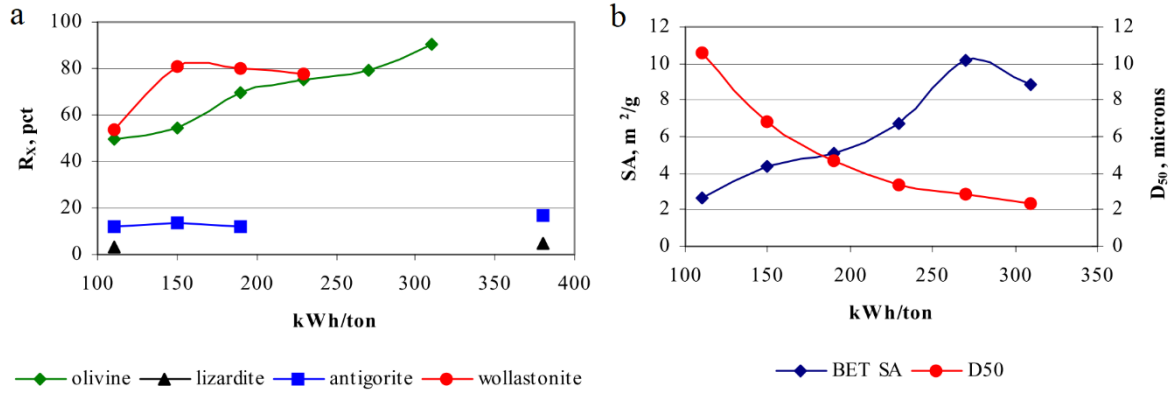 a
100
80
60
40
20
0
R_X, pct
100 150 200 250 300 350 400
kWh/ton
olivine lizardite antigorite wollastonite
b
12
10
8
6
4
2
0
SA, m ²/g
12
10
8
6
4
2
0
D₅₀, microns
100 150 200 250 300 350
kWh/ton
BET SA D50